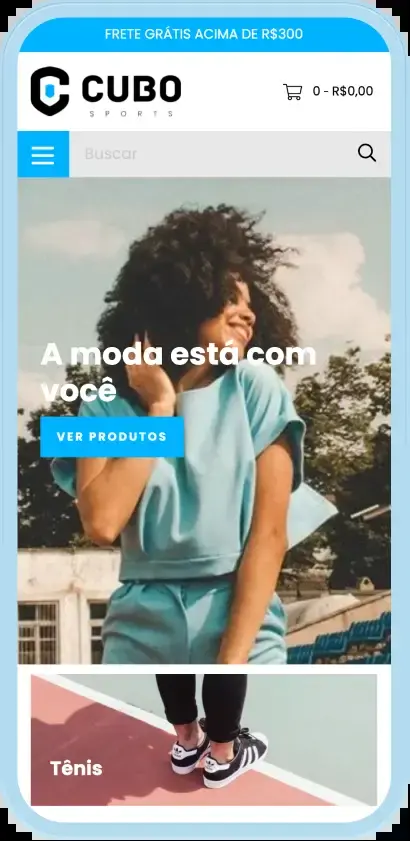 FRETE GRÁTIS ACIMA DE R$300
CUBO
SPORTS
0 - R$0,00
Buscar
A moda está com
você
VER PRODUTOS
Tênis